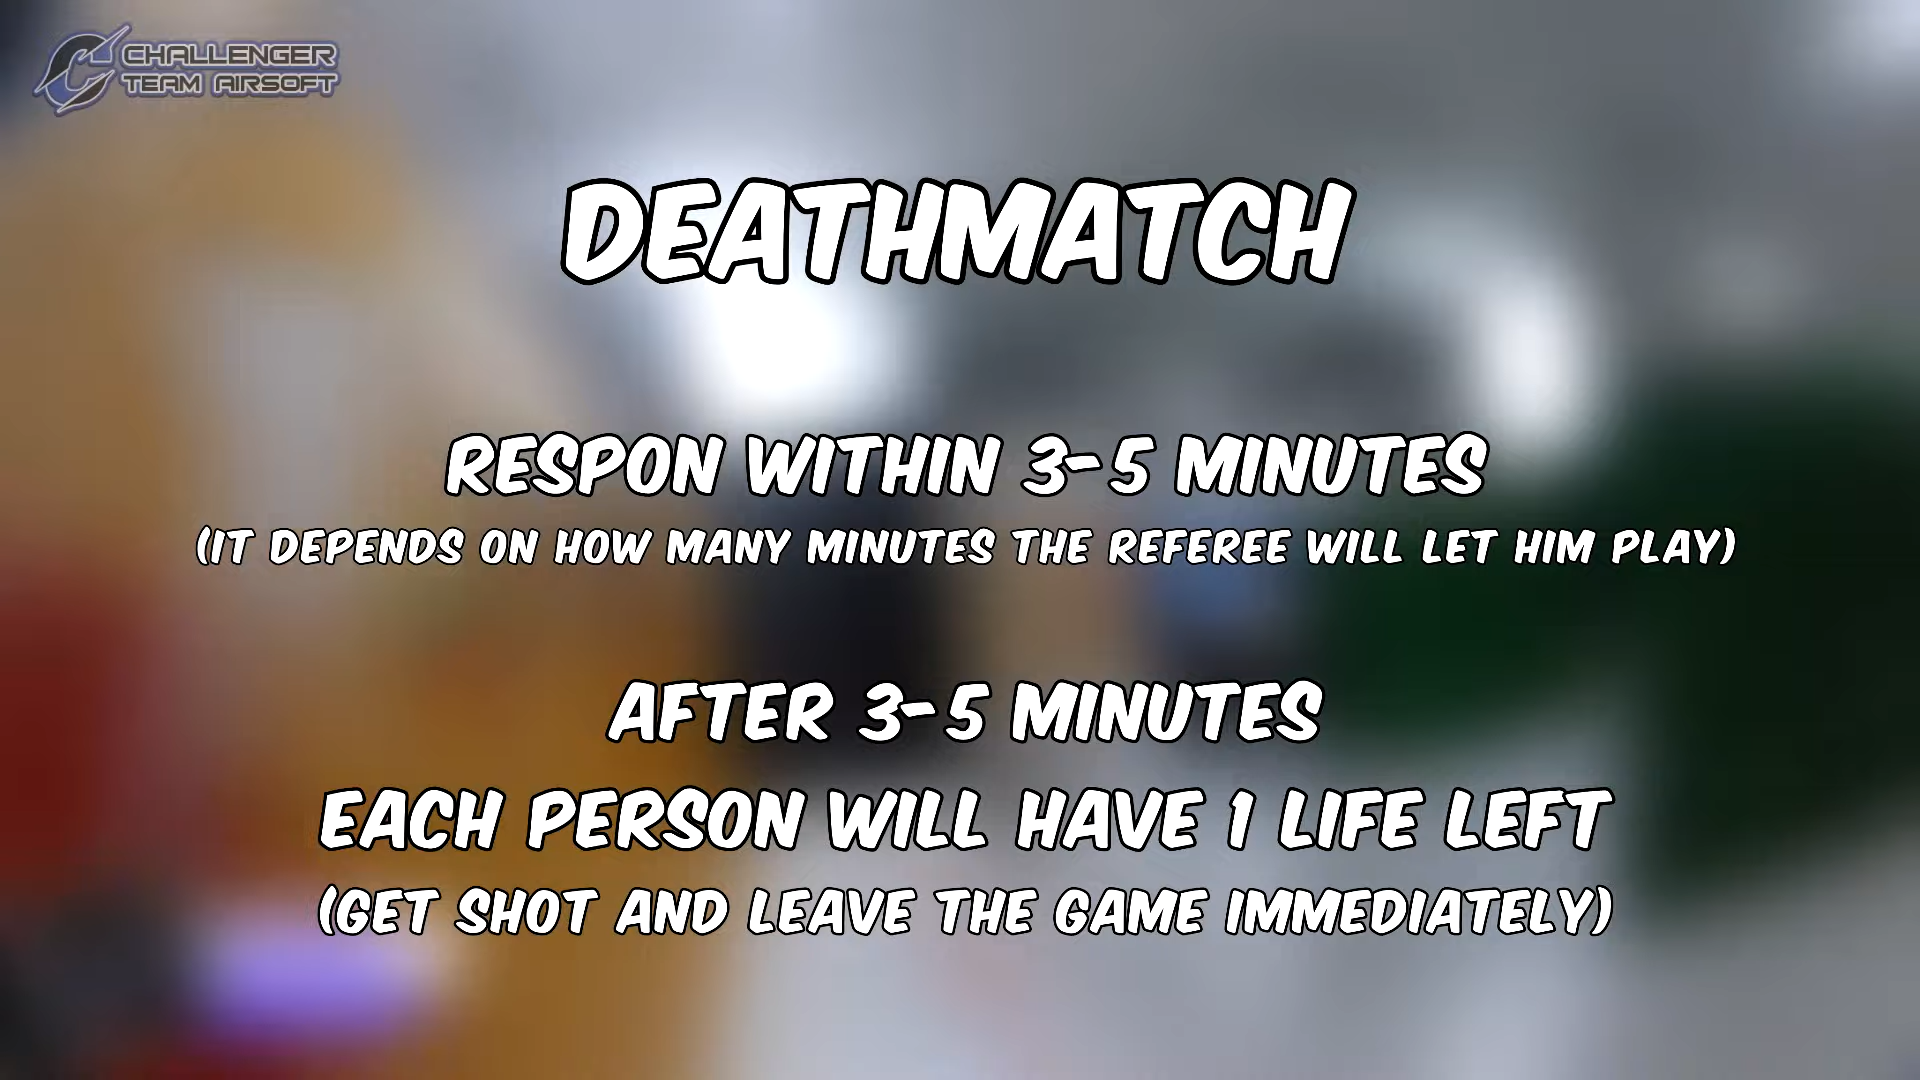 CHALLENGER
TEAM AIRSOFT
DEATHMATCH
RESPON WITHIN 3-5 MINUTES
(IT DEPENDS ON HOW MANY MINUTES THE REFEREE WILL LET HIM PLAY)
AFTER 3-5 MINUTES
EACH PERSON WILL HAVE 1 LIFE LEFT
(GET SHOT AND LEAVE THE GAME IMMEDIATELY)